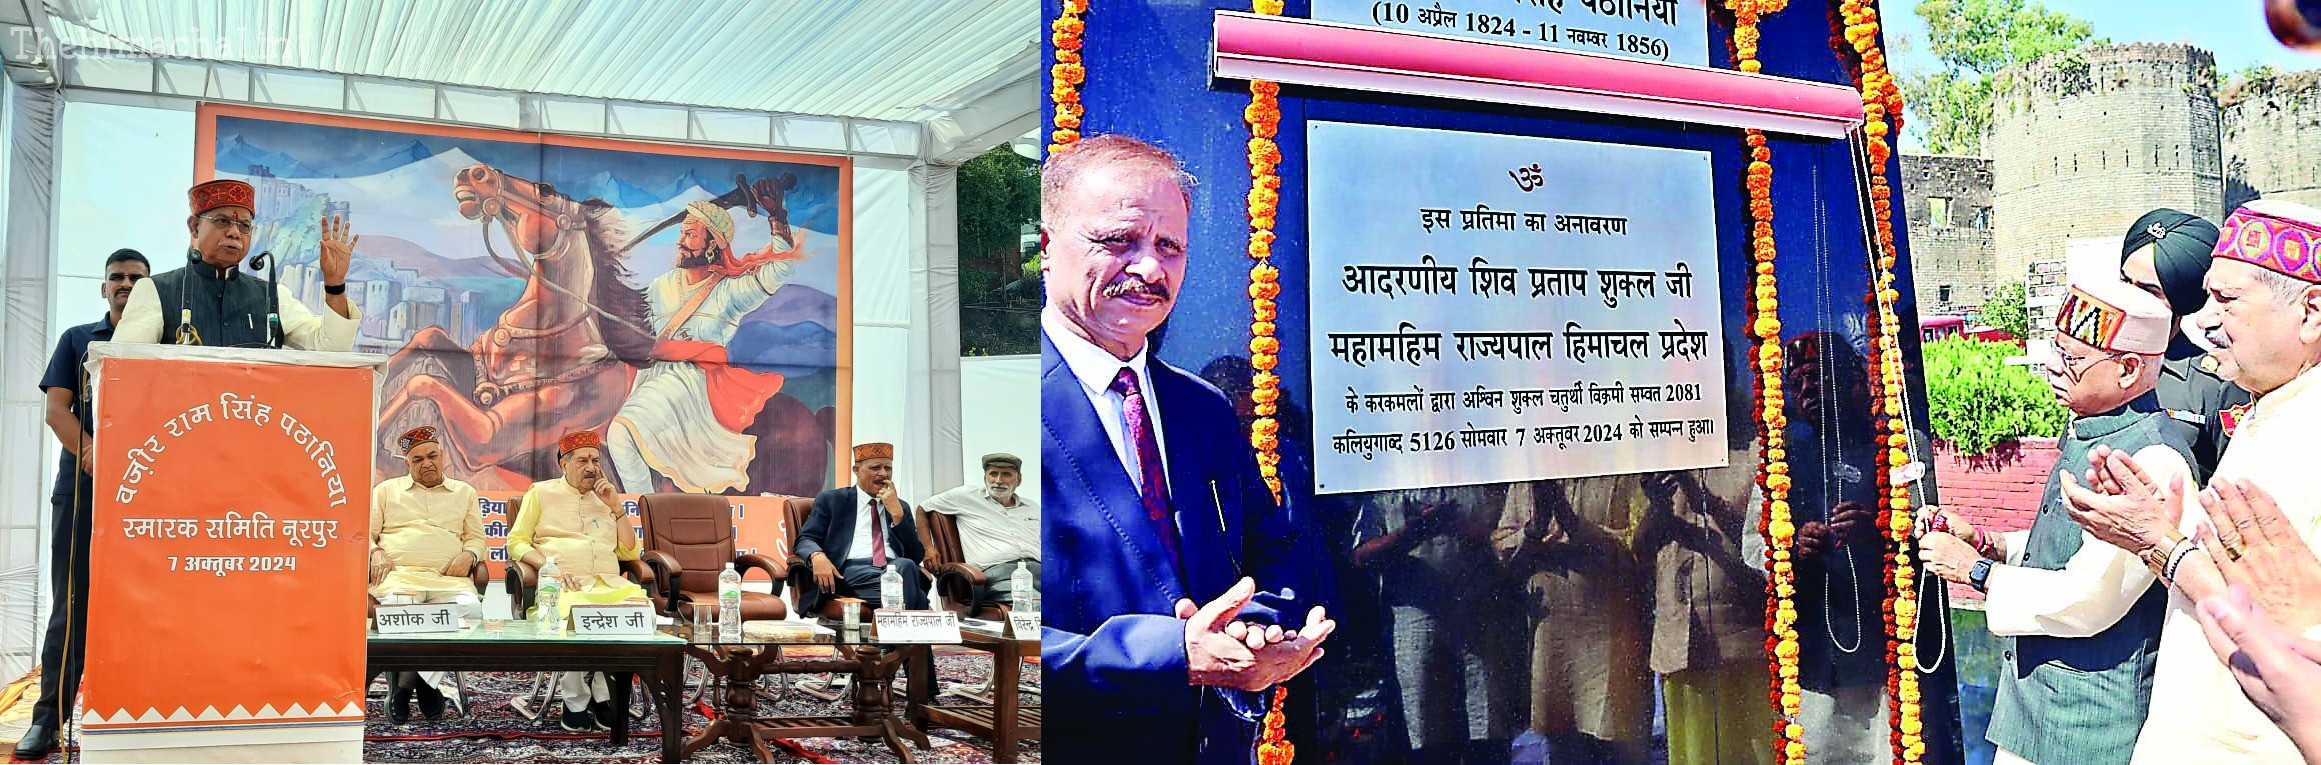 Thehimachal.in
वज़ीर राम सिंह पठानिया
स्मारक समिति नूरपुर
7 अक्तूबर 2024
अशोक जी
इन्द्रेश जी
महामहिम राज्यपाल जी
पठानिया
(10 अप्रैल 1824 - 11 नवम्बर 1856)
ॐ
इस प्रतिमा का अनावरण
आदरणीय शिव प्रताप शुक्ल जी
महामहिम राज्यपाल हिमाचल प्रदेश
के करकमलों द्वारा अश्विन शुक्ल चतुर्थी विक्रमी सम्वत 2081
कलियुगाब्द 5126 सोमवार 7 अक्तूबर 2024 को सम्पन्न हुआ।